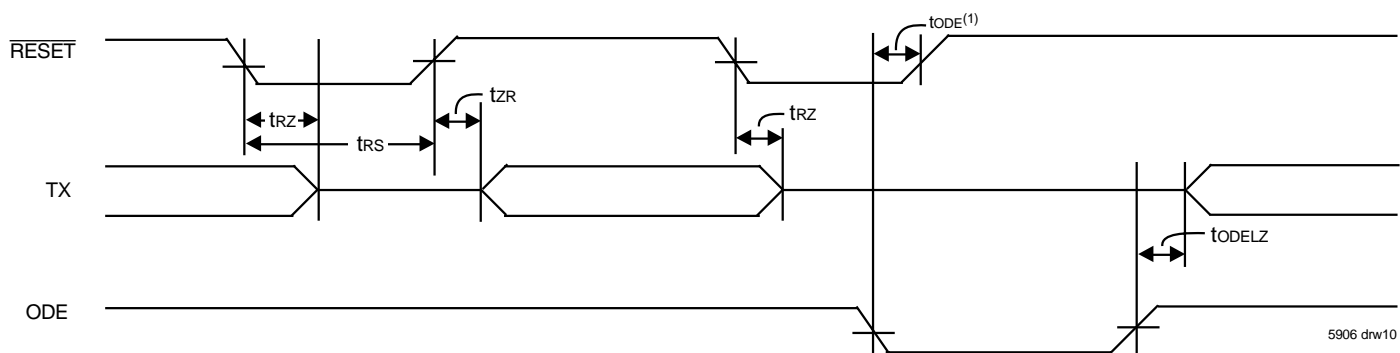 tODE(1)
RESET
tZR
tRZ
tRZ
tRS
TX
tODELZ
ODE
5906 drw10